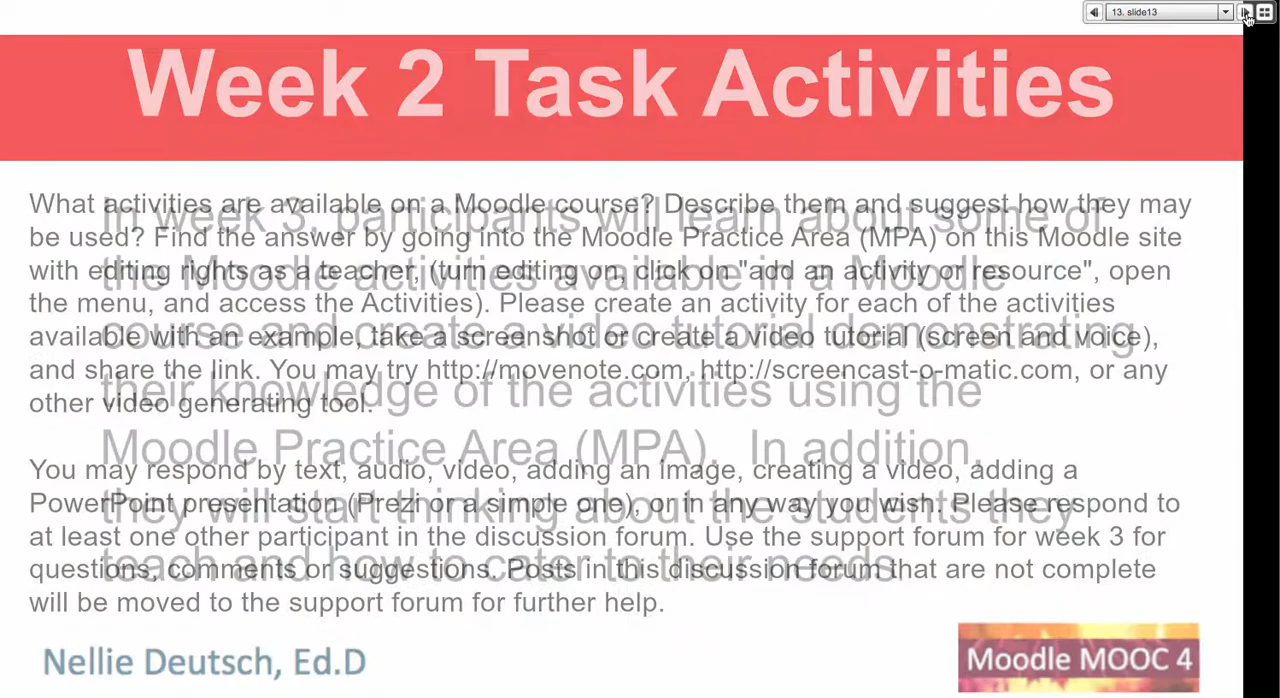 13. slide13
Week 2 Task Activities
What activities are available on a Moodle course? Describe them and suggest how they may
be used? Find the answer by going into the Moodle Practice Area (MPA) on this Moodle site
with editing rights as a teacher, (turn editing on, click on "add an activity or resource", open
the menu, and access the Activities). Please create an activity for each of the activities
available with an example, take a screenshot or create a video tutorial (screen and voice),
and share the link. You may try http://movenote.com, http://screencast-o-matic.com, or any
other video generating tool.
You may respond by text, audio, video, adding an image, creating a video, adding a
PowerPoint presentation (Prezi or a simple one), or in any way you wish. Please respond to
at least one other participant in the discussion forum. Use the support forum for week 3 for
questions, comments or suggestions. Posts in this discussion forum that are not complete
will be moved to the support forum for further help.
In week 3, participants will learn about some of
the Moodle activities available in a Moodle
course and create a video tutorial demonstrating
their knowledge of the activities using the
Moodle Practice Area (MPA). In addition,
they will start thinking about the students they
teach and how to cater to their needs
Nellie Deutsch, Ed.D
Moodle MOOC 4